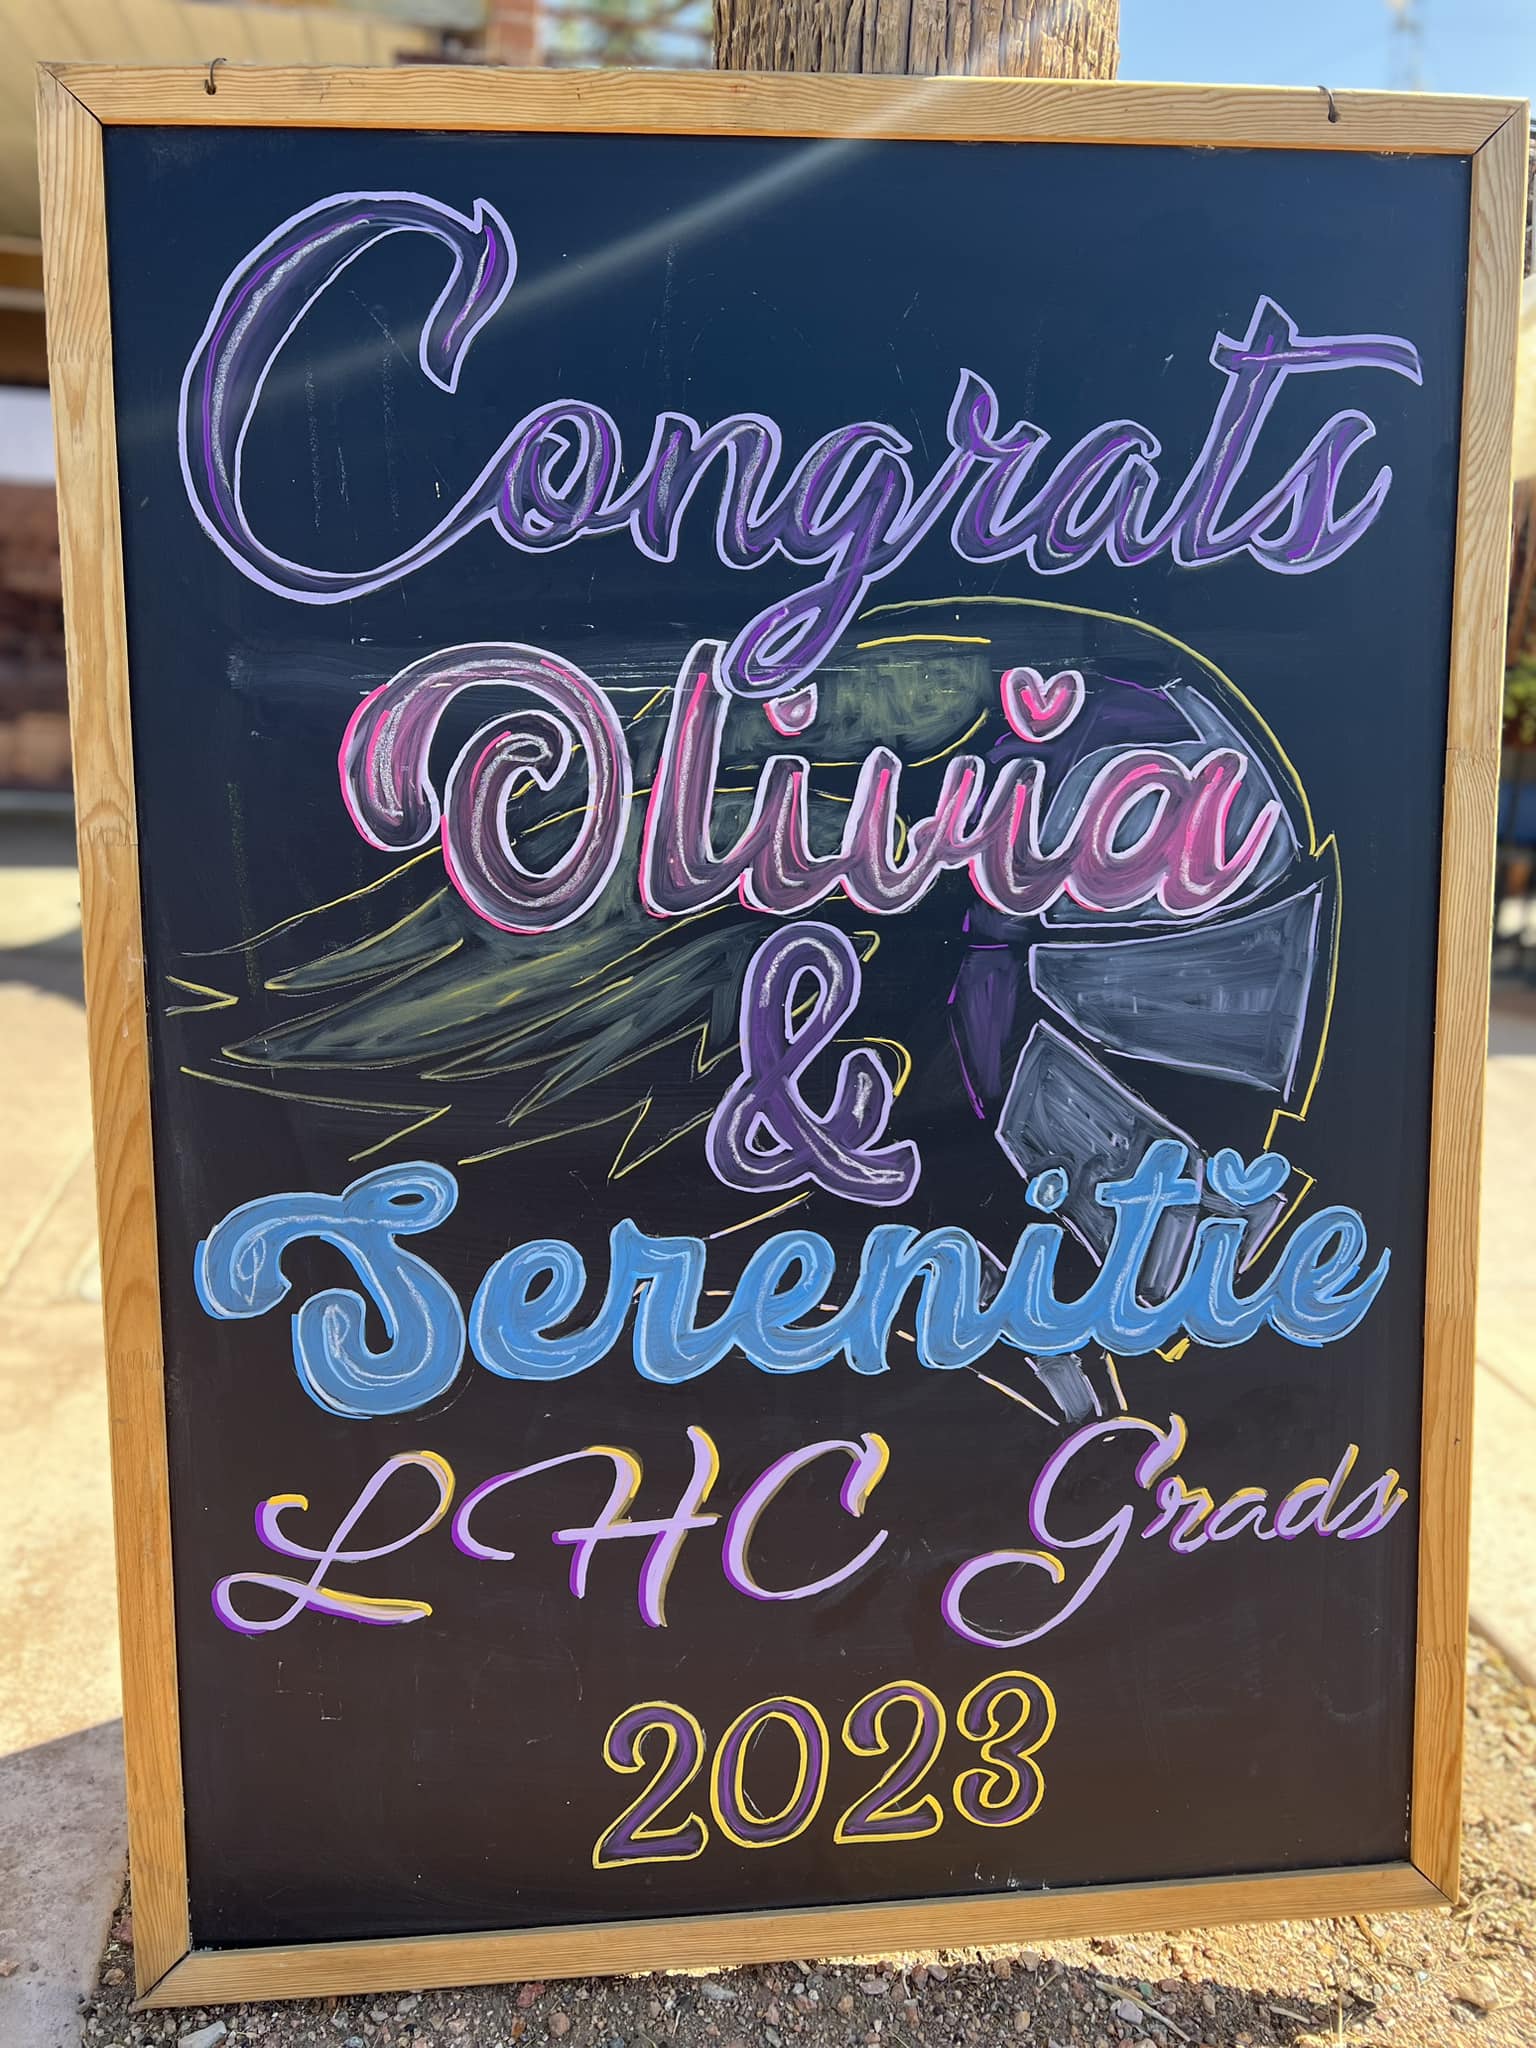 Congrats
Olivia
&
Serenitie
LHC Grads
2023